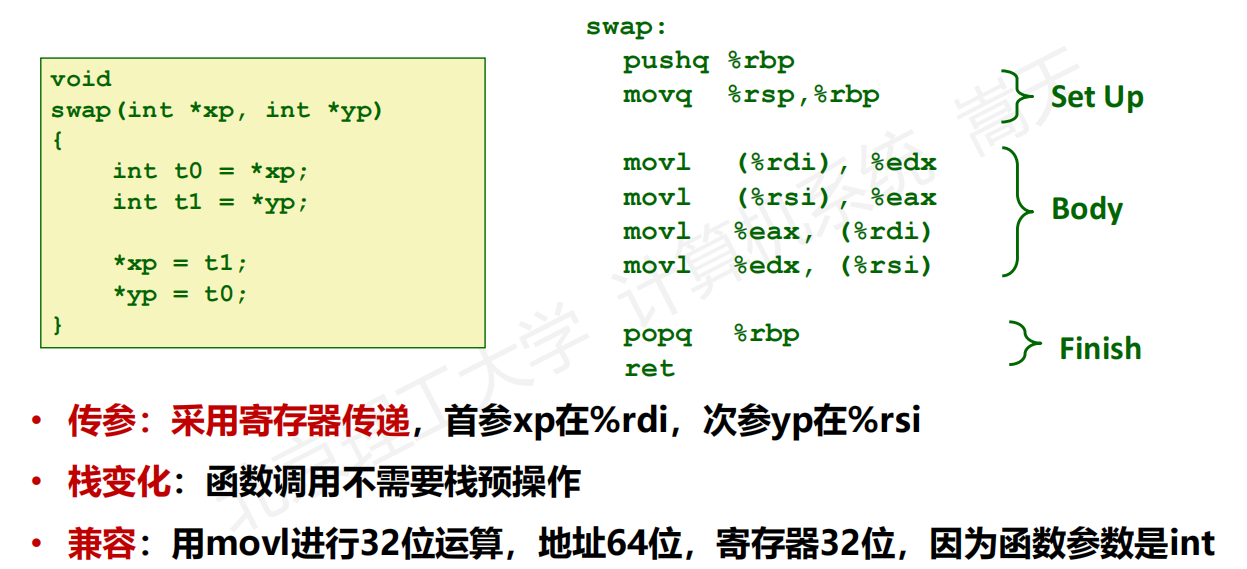 void
swap(int *xp, int *yp)
{
    int t0 = *xp;
    int t1 = *yp;

    *xp = t1;
    *yp = t0;
}
swap:
pushq %rbp
movq %rsp,%rbp
Set Up
movl (%rdi), %edx
movl (%rsi), %eax
movl %eax, (%rdi)
movl %edx, (%rsi)
Body
popq %rbp
ret
Finish
• 传参：采用寄存器传递，首参xp在%rdi，次参yp在%rsi
• 栈变化：函数调用不需要栈预操作
• 兼容：用movl进行32位运算，地址64位，寄存器32位，因为函数参数是int
北京理工大学 计算机系统 嵩天